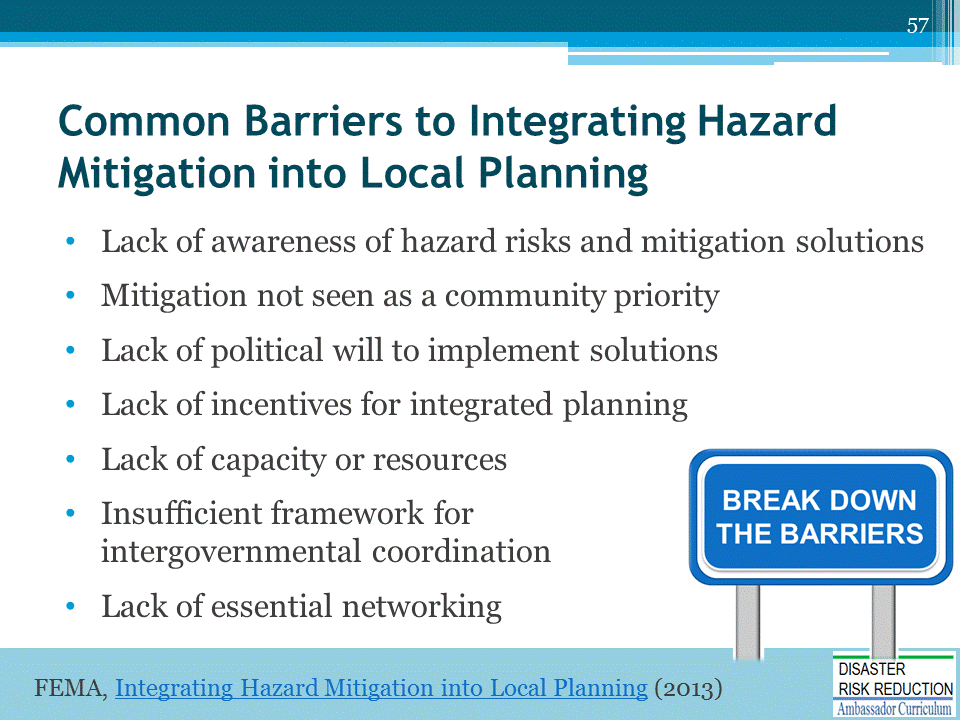 57
Common Barriers to Integrating Hazard
Mitigation into Local Planning
• Lack of awareness of hazard risks and mitigation solutions
• Mitigation not seen as a community priority
• Lack of political will to implement solutions
• Lack of incentives for integrated planning
• Lack of capacity or resources
• Insufficient framework for
intergovernmental coordination
• Lack of essential networking
BREAK DOWN
THE BARRIERS
FEMA, Integrating Hazard Mitigation into Local Planning (2013)
DISASTER
RISK REDUCTION
Ambassador Curriculum